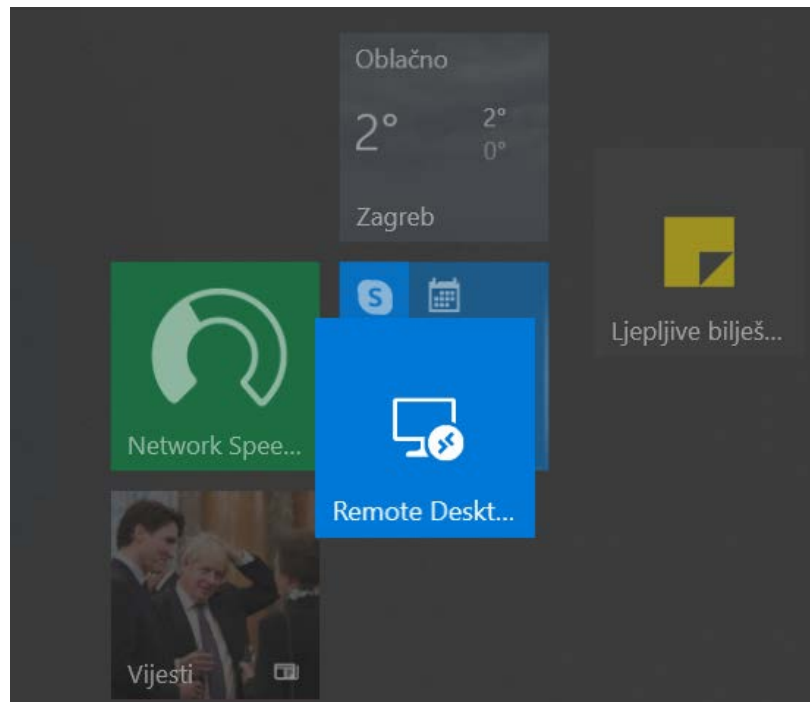 Oblačno
2°
2°
0°
Zagreb
S
Ljepljive bilješ...
Network Spee...
Remote Deskt...
Vijesti